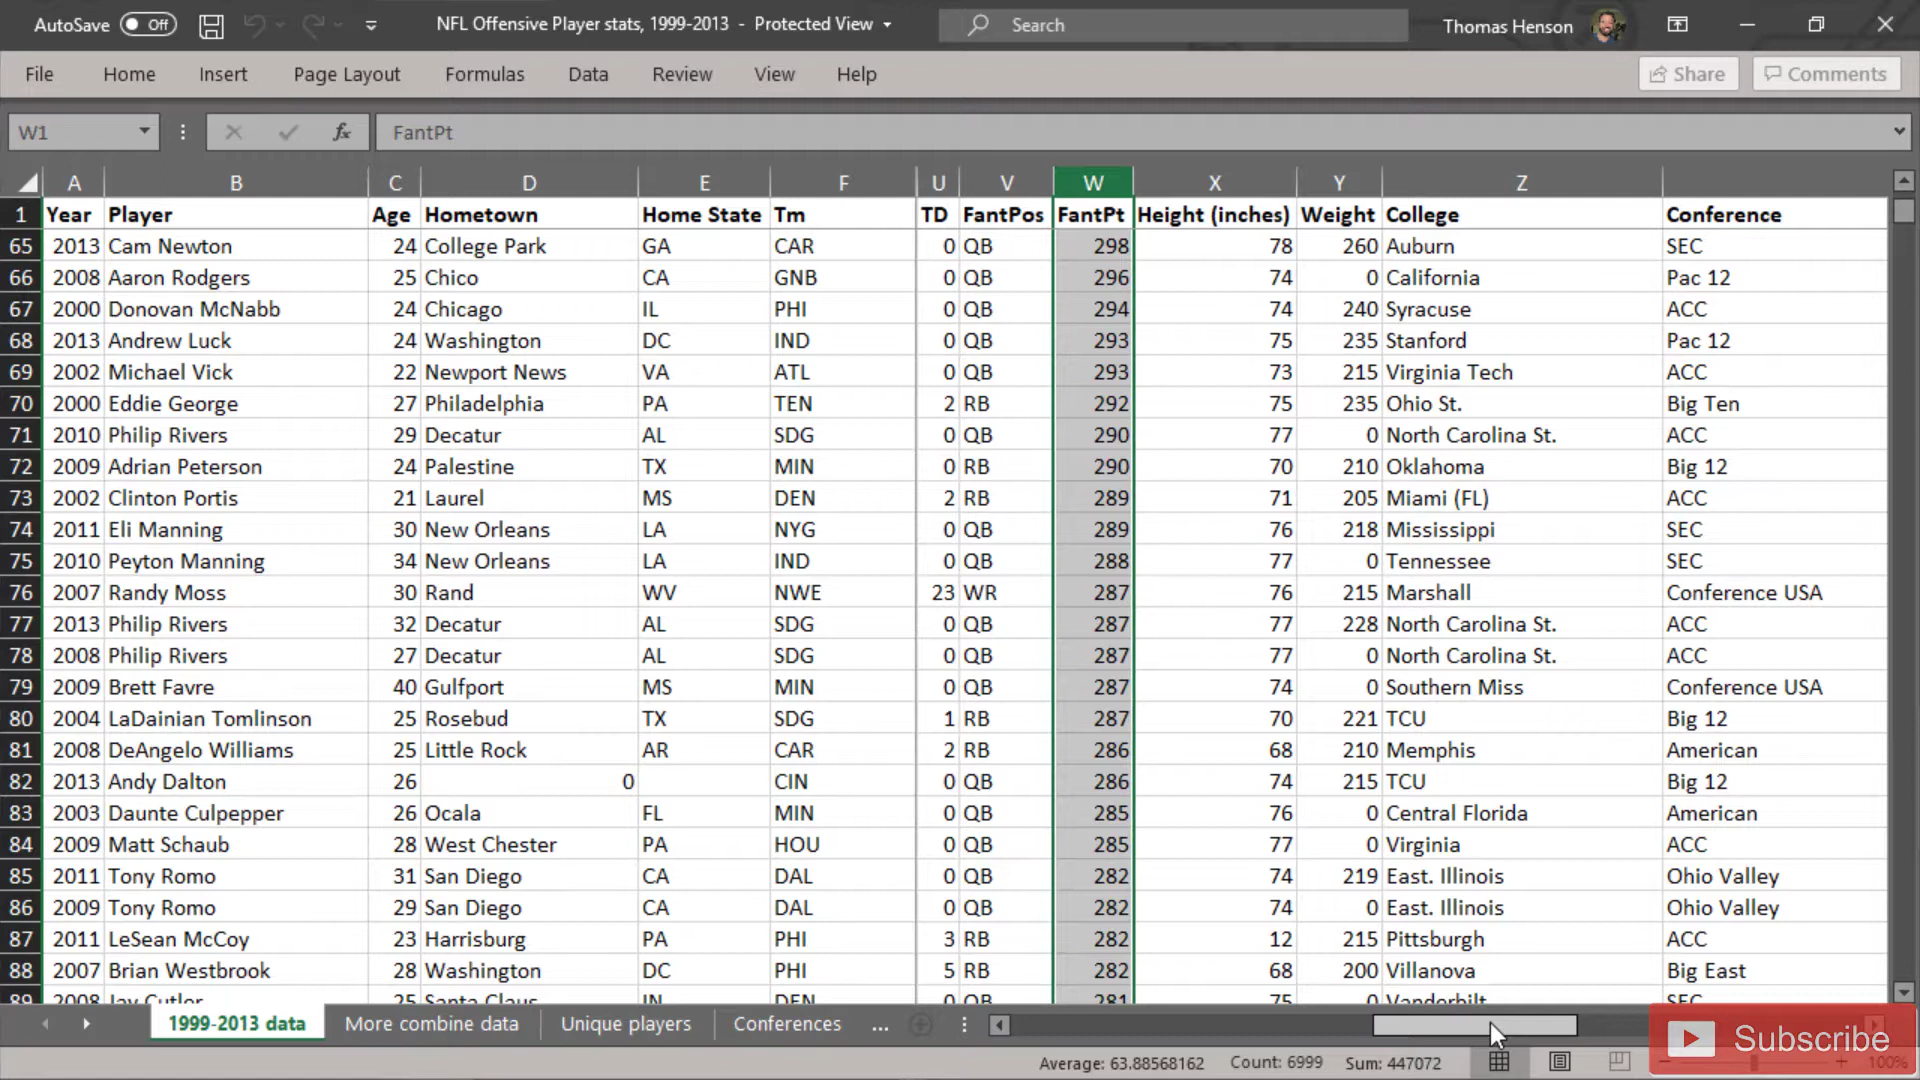 AutoSave Off NFL Offensive Player stats, 1999-2013 - Protected View Search Thomas Henson
File Home Insert Page Layout Formulas Data Review View Help Share Comments
W1 fx FantPt
A B C D E F U V W X Y Z
1 Year Player Age Hometown Home State Tm TD FantPos FantPt Height (inches) Weight College Conference
65 2013 Cam Newton 24 College Park GA CAR 0 QB 298 78 260 Auburn SEC
66 2008 Aaron Rodgers 25 Chico CA GNB 0 QB 296 74 0 California Pac 12
67 2000 Donovan McNabb 24 Chicago IL PHI 0 QB 294 74 240 Syracuse ACC
68 2013 Andrew Luck 24 Washington DC IND 0 QB 293 75 235 Stanford Pac 12
69 2002 Michael Vick 22 Newport News VA ATL 0 QB 293 73 215 Virginia Tech ACC
70 2000 Eddie George 27 Philadelphia PA TEN 2 RB 292 75 235 Ohio St. Big Ten
71 2010 Philip Rivers 29 Decatur AL SDG 0 QB 290 77 0 North Carolina St. ACC
72 2009 Adrian Peterson 24 Palestine TX MIN 0 RB 290 70 210 Oklahoma Big 12
73 2002 Clinton Portis 21 Laurel MS DEN 2 RB 289 71 205 Miami (FL) ACC
74 2011 Eli Manning 30 New Orleans LA NYG 0 QB 289 76 218 Mississippi SEC
75 2010 Peyton Manning 34 New Orleans LA IND 0 QB 288 77 0 Tennessee SEC
76 2007 Randy Moss 30 Rand WV NWE 23 WR 287 76 215 Marshall Conference USA
77 2013 Philip Rivers 32 Decatur AL SDG 0 QB 287 77 228 North Carolina St. ACC
78 2008 Philip Rivers 27 Decatur AL SDG 0 QB 287 77 0 North Carolina St. ACC
79 2009 Brett Favre 40 Gulfport MS MIN 0 QB 287 74 0 Southern Miss Conference USA
80 2004 LaDainian Tomlinson 25 Rosebud TX SDG 1 RB 287 70 221 TCU Big 12
81 2008 DeAngelo Williams 25 Little Rock AR CAR 2 RB 286 68 210 Memphis American
82 2013 Andy Dalton 26 0 CIN 0 QB 286 74 215 TCU Big 12
83 2003 Daunte Culpepper 26 Ocala FL MIN 0 QB 285 76 0 Central Florida American
84 2009 Matt Schaub 28 West Chester PA HOU 0 QB 285 77 0 Virginia ACC
85 2011 Tony Romo 31 San Diego CA DAL 0 QB 282 74 219 East. Illinois Ohio Valley
86 2009 Tony Romo 29 San Diego CA DAL 0 QB 282 74 0 East. Illinois Ohio Valley
87 2011 LeSean McCoy 23 Harrisburg PA PHI 3 RB 282 12 215 Pittsburgh ACC
88 2007 Brian Westbrook 28 Washington DC PHI 5 RB 282 68 200 Villanova Big East
89 2008 Jay Cutler 25 Santa Claus IN DEN 0 QB 281 75 0 Vanderbilt SEC
1999-2013 data More combine data Unique players Conferences ...
Average: 63.88568162 Count: 6999 Sum: 447072 100%
Subscribe